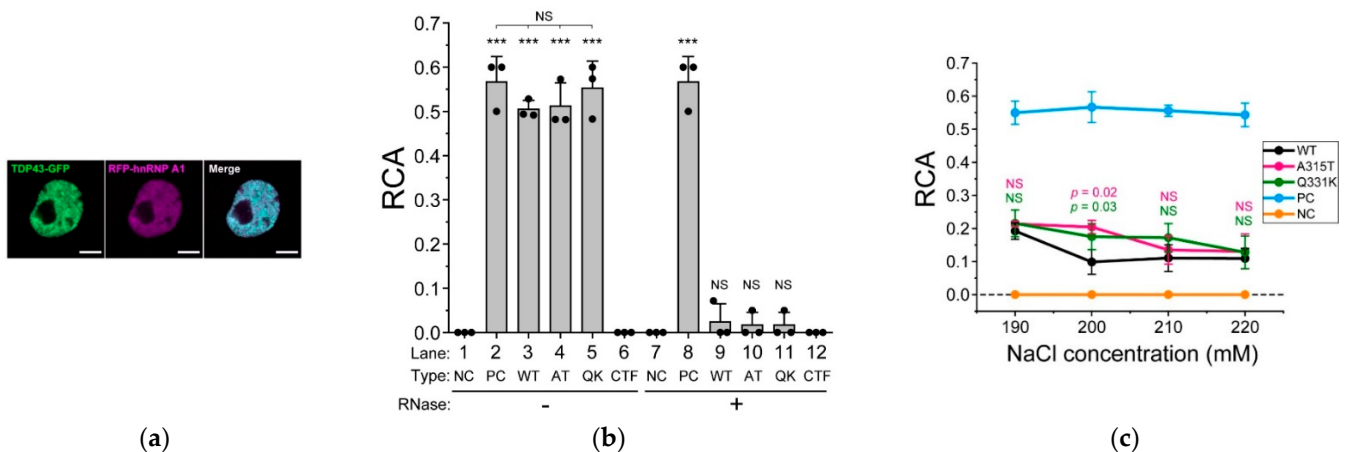 TDP43-GFP
RFP-hnRNP A1
Merge
(a)
NS
*** *** *** *** ***
NS NS NS
RCA
0.7
0.6
0.5
0.4
0.3
0.2
0.1
0.0
Lane: 1 2 3 4 5 6 7 8 9 10 11 12
Type: NC PC WT AT QK CTF NC PC WT AT QK CTF
RNase: - +
(b)
RCA
0.7
0.6
0.5
0.4
0.3
0.2
0.1
0.0
NS
NS
p = 0.02
p = 0.03
NS
NS
NS
NS
WT
A315T
Q331K
PC
NC
190 200 210 220
NaCl concentration (mM)
(c)